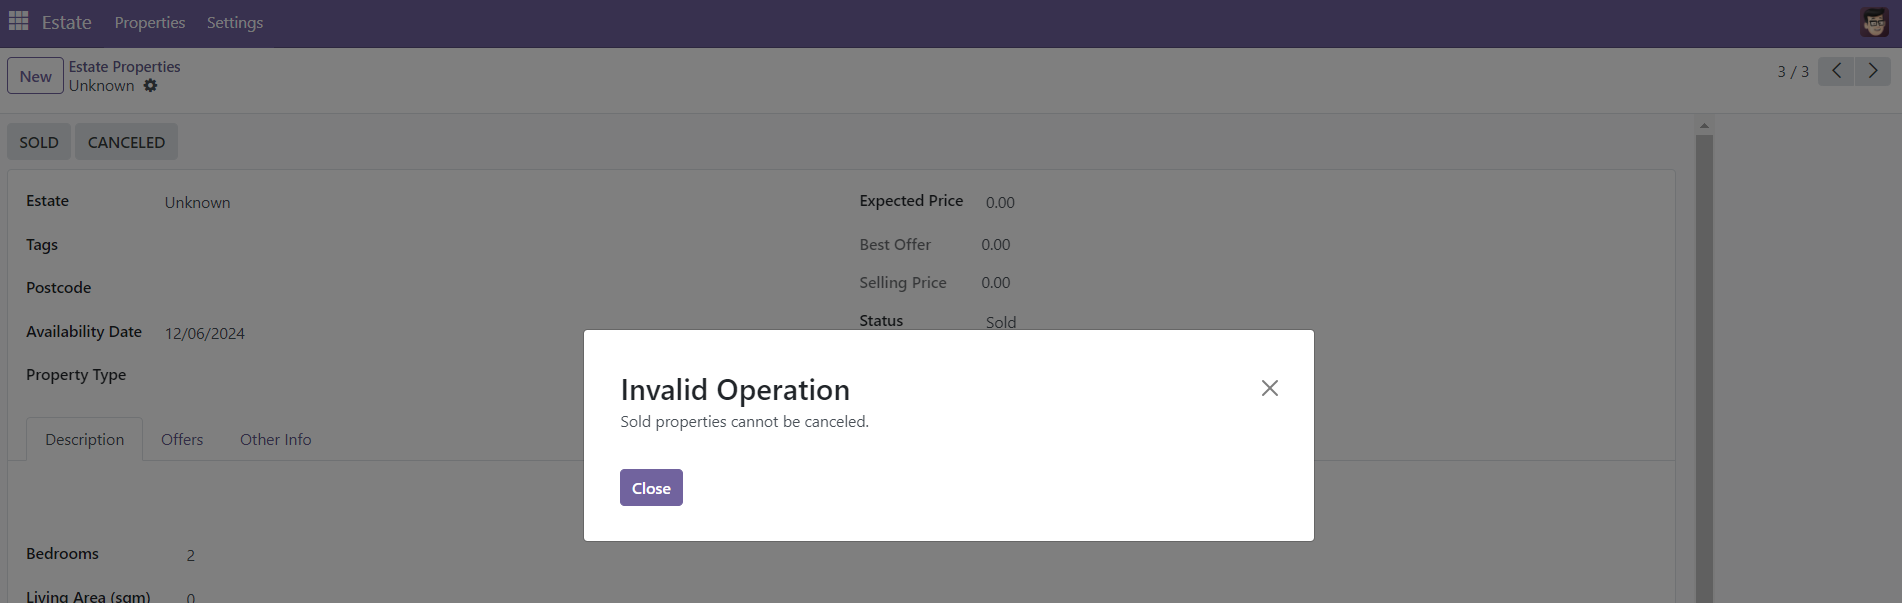 Estate Properties Settings
New
Estate Properties
Unknown
3 / 3
SOLD CANCELED
Estate Unknown
Expected Price 0.00
Tags
Best Offer 0.00
Postcode
Selling Price 0.00
Availability Date 12/06/2024
Status Sold
Property Type
Invalid Operation
Sold properties cannot be canceled.
Close
Description Offers Other Info
Bedrooms 2
Living Area (sqm) 0